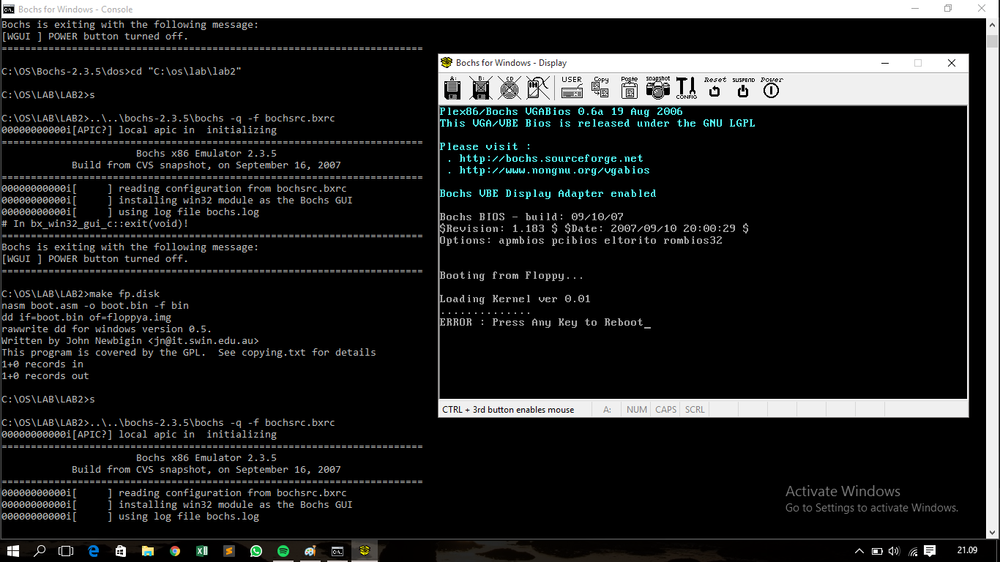 Bochs for Windows - Console
Bochs is exiting with the following message:
[WGUI ] POWER button turned off.
========================================================================
C:\OS\Bochs-2.3.5\dos>cd "C:\os\lab\lab2"
C:\OS\LAB\LAB2>s
C:\OS\LAB\LAB2>..\..\bochs-2.3.5\bochs -q -f bochsrc.bxrc
00000000000i[APIC?] local apic in  initializing
========================================================================
Bochs x86 Emulator 2.3.5
Build from CVS snapshot, on September 16, 2007
========================================================================
00000000000i[     ] reading configuration from bochsrc.bxrc
00000000000i[     ] installing win32 module as the Bochs GUI
00000000000i[     ] using log file bochs.log
# In bx_win32_gui_c::exit(void)!
========================================================================
Bochs is exiting with the following message:
[WGUI ] POWER button turned off.
========================================================================
C:\OS\LAB\LAB2>make fp.disk
nasm boot.asm -o boot.bin -f bin
dd if=boot.bin of=floppya.img
rawwrite dd for windows version 0.5.
Written by John Newbigin <jn@it.swin.edu.au>
This program is covered by the GPL.  See copying.txt for details
1+0 records in
1+0 records out
C:\OS\LAB\LAB2>s
C:\OS\LAB\LAB2>..\..\bochs-2.3.5\bochs -q -f bochsrc.bxrc
00000000000i[APIC?] local apic in  initializing
========================================================================
Bochs x86 Emulator 2.3.5
Build from CVS snapshot, on September 16, 2007
========================================================================
00000000000i[     ] reading configuration from bochsrc.bxrc
00000000000i[     ] installing win32 module as the Bochs GUI
00000000000i[     ] using log file bochs.log
Bochs for Windows - Display
A: B: CD USER Copy Paste snapshot CONFIG Reset SUSPEND Power
Plex86/Bochs VGABios 0.6a 19 Aug 2006
This VGA/VBE Bios is released under the GNU LGPL
Please visit :
. http://bochs.sourceforge.net
. http://www.nongnu.org/vgabios
Bochs VBE Display Adapter enabled
Bochs BIOS - build: 09/10/07
$Revision: 1.183 $ $Date: 2007/09/10 20:00:29 $
Options: apmbios pcibios eltorito rombios32
Booting from Floppy...
Loading Kernel ver 0.01
..............
ERROR : Press Any Key to Reboot_
CTRL + 3rd button enables mouse A: NUM CAPS SCRL
Activate Windows
Go to Settings to activate Windows.
21.09